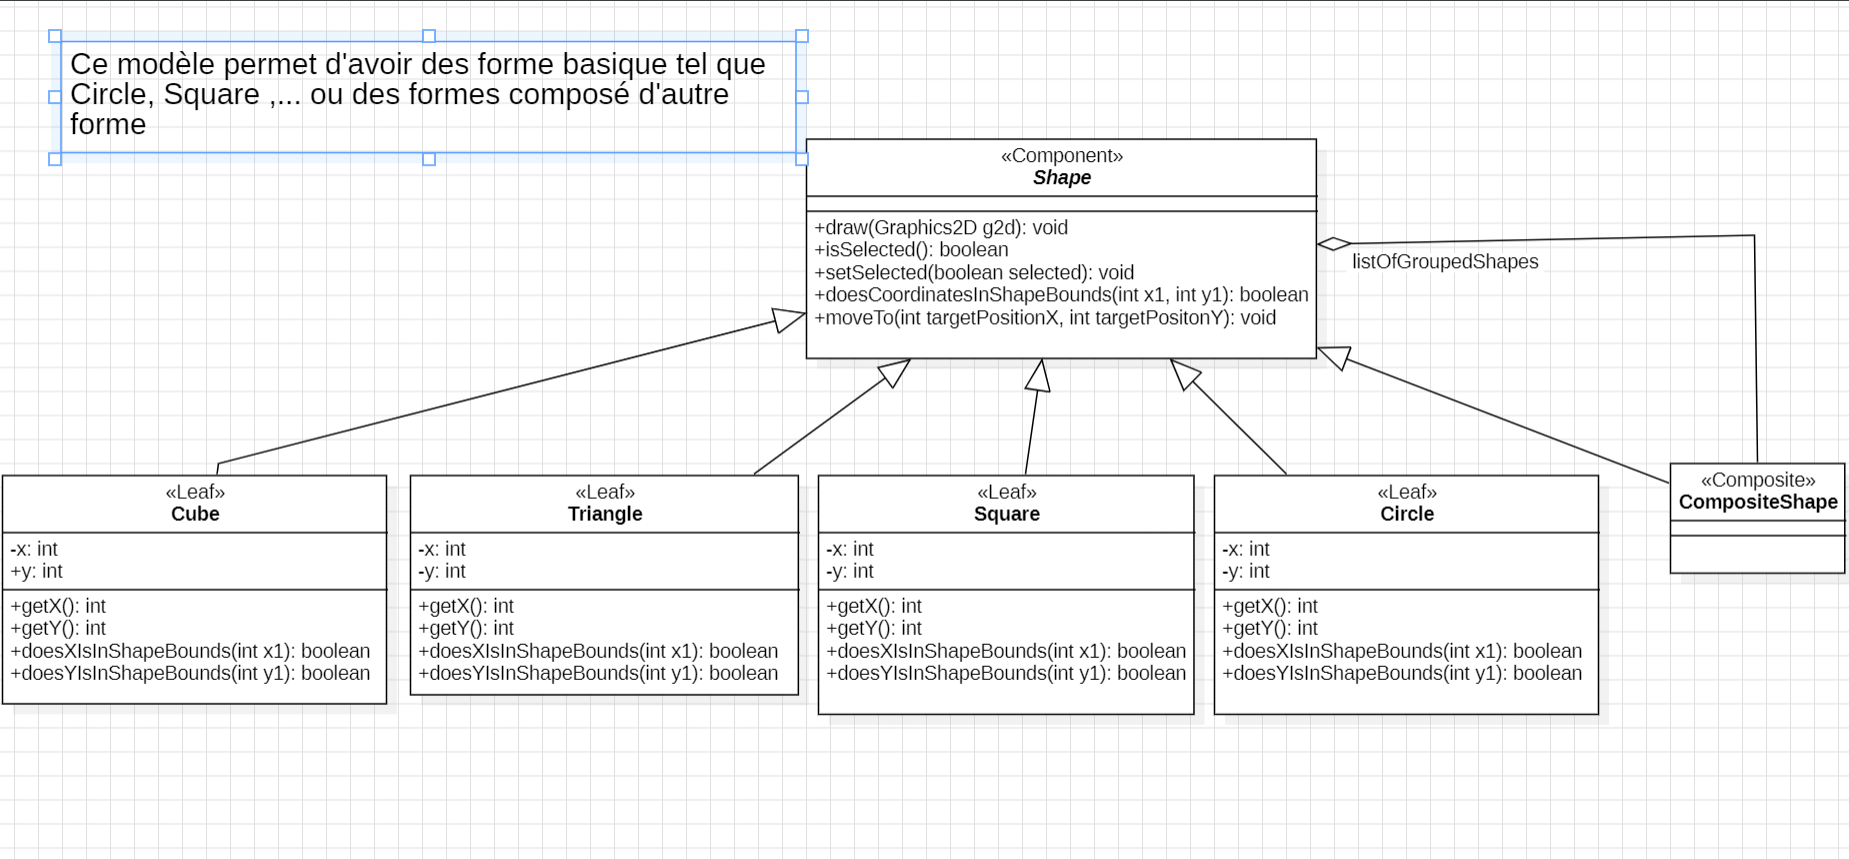 Ce modèle permet d'avoir des forme basique tel que
Circle, Square ,... ou des formes composé d'autre
forme
«Component»
Shape
+draw(Graphics2D g2d): void
+isSelected(): boolean
+setSelected(boolean selected): void
+doesCoordinatesInShapeBounds(int x1, int y1): boolean
+moveTo(int targetPositionX, int targetPositonY): void
listOfGroupedShapes
«Leaf»
Cube
-x: int
+y: int
+getX(): int
+getY(): int
+doesXIsInShapeBounds(int x1): boolean
+doesYIsInShapeBounds(int y1): boolean
«Leaf»
Triangle
-x: int
-y: int
+getX(): int
+getY(): int
+doesXIsInShapeBounds(int x1): boolean
+doesYIsInShapeBounds(int y1): boolean
«Leaf»
Square
-x: int
-y: int
+getX(): int
+getY(): int
+doesXIsInShapeBounds(int x1): boolean
+doesYIsInShapeBounds(int y1): boolean
«Leaf»
Circle
-x: int
-y: int
+getX(): int
+getY(): int
+doesXIsInShapeBounds(int x1): boolean
+doesYIsInShapeBounds(int y1): boolean
«Composite»
CompositeShape